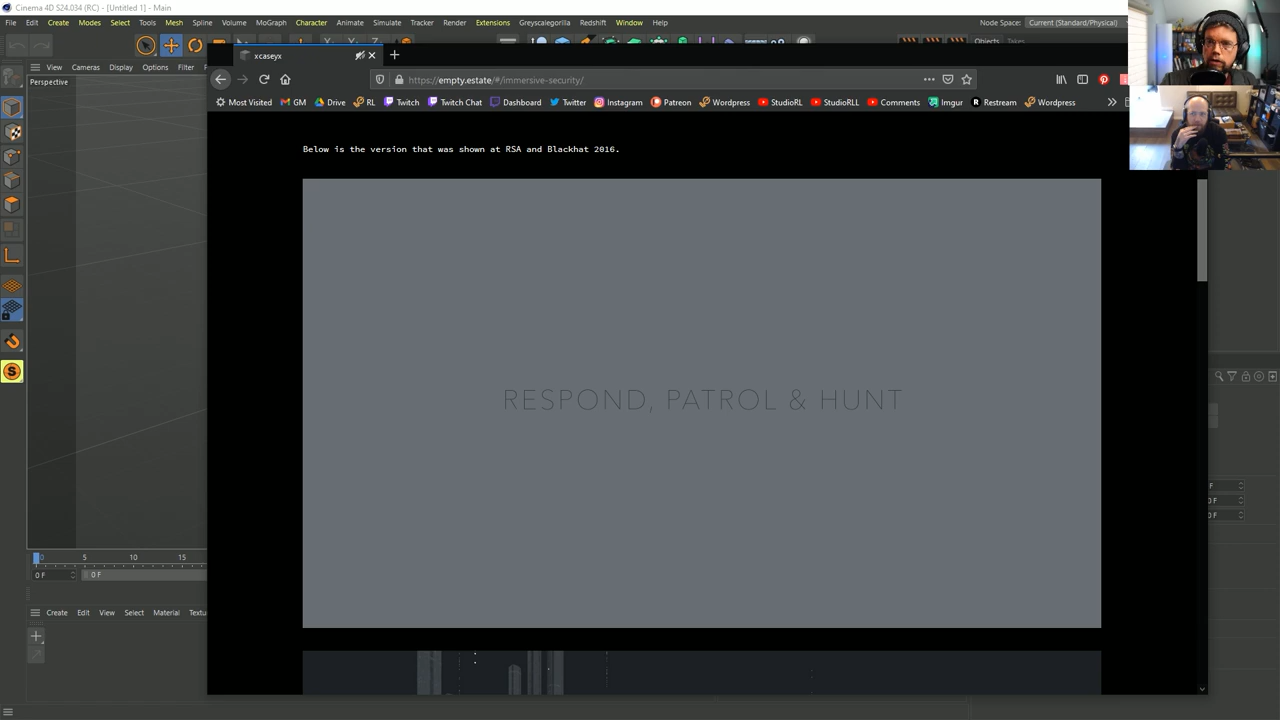 Cinema 4D S24.034 (RC) - [Untitled 1] - Main
File Edit Create Modes Select Tools Mesh Spline Volume MoGraph Character Animate Simulate Tracker Render Extensions Greyscalegorilla Redshift Window Help Node Space: Current (Standard/Physical)
xcaseyx
Objects Takes
View Cameras Display Options Filter
https://empty.estate/#/immersive-security/
Perspective
Most Visited GM Drive RL Twitch Twitch Chat Dashboard Twitter Instagram Patreon Wordpress StudioRL StudioRLL Comments Imgur Restream Wordpress
Below is the version that was shown at RSA and Blackhat 2016.
RESPOND, PATROL & HUNT
F
F
F
0 5 10 15
0 F 0 F
Create Edit View Select Material Textu